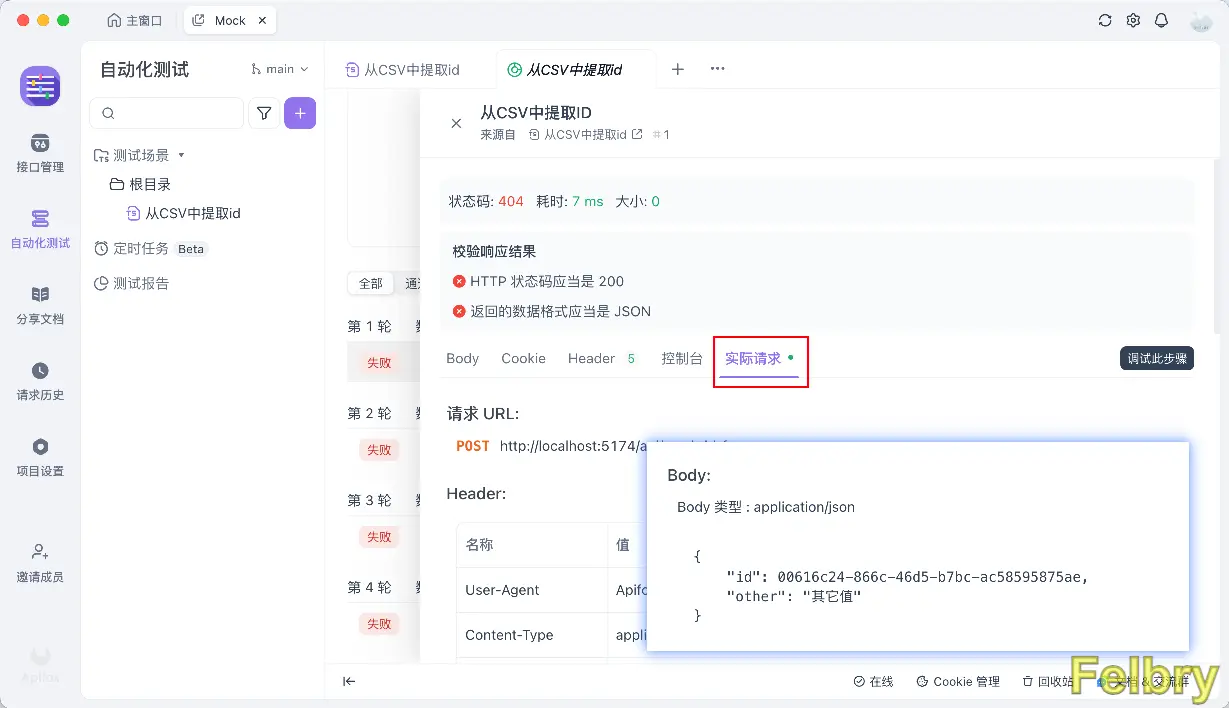 主窗口
Mock
自动化测试
main
从CSV中提取id
从CSV中提取id
接口管理
自动化测试
分享文档
请求历史
项目设置
邀请成员
测试场景
根目录
从CSV中提取id
定时任务 Beta
测试报告
全部
第 1 轮
失败
第 2 轮
失败
第 3 轮
失败
第 4 轮
失败
从CSV中提取ID
来源自 从CSV中提取id # 1
状态码: 404 耗时: 7 ms 大小: 0
校验响应结果
HTTP 状态码应当是 200
返回的数据格式应当是 JSON
Body Cookie Header 5 控制台 实际请求
调试此步骤
请求 URL:
POST http://localhost:5174/a
Header:
名称 值
User-Agent Apifo
Content-Type appli
Body:
Body 类型 : application/json
{
"id": 00616c24-866c-46d5-b7bc-ac58595875ae,
"other": "其它值"
}
在线 Cookie 管理 回收站
Felbry